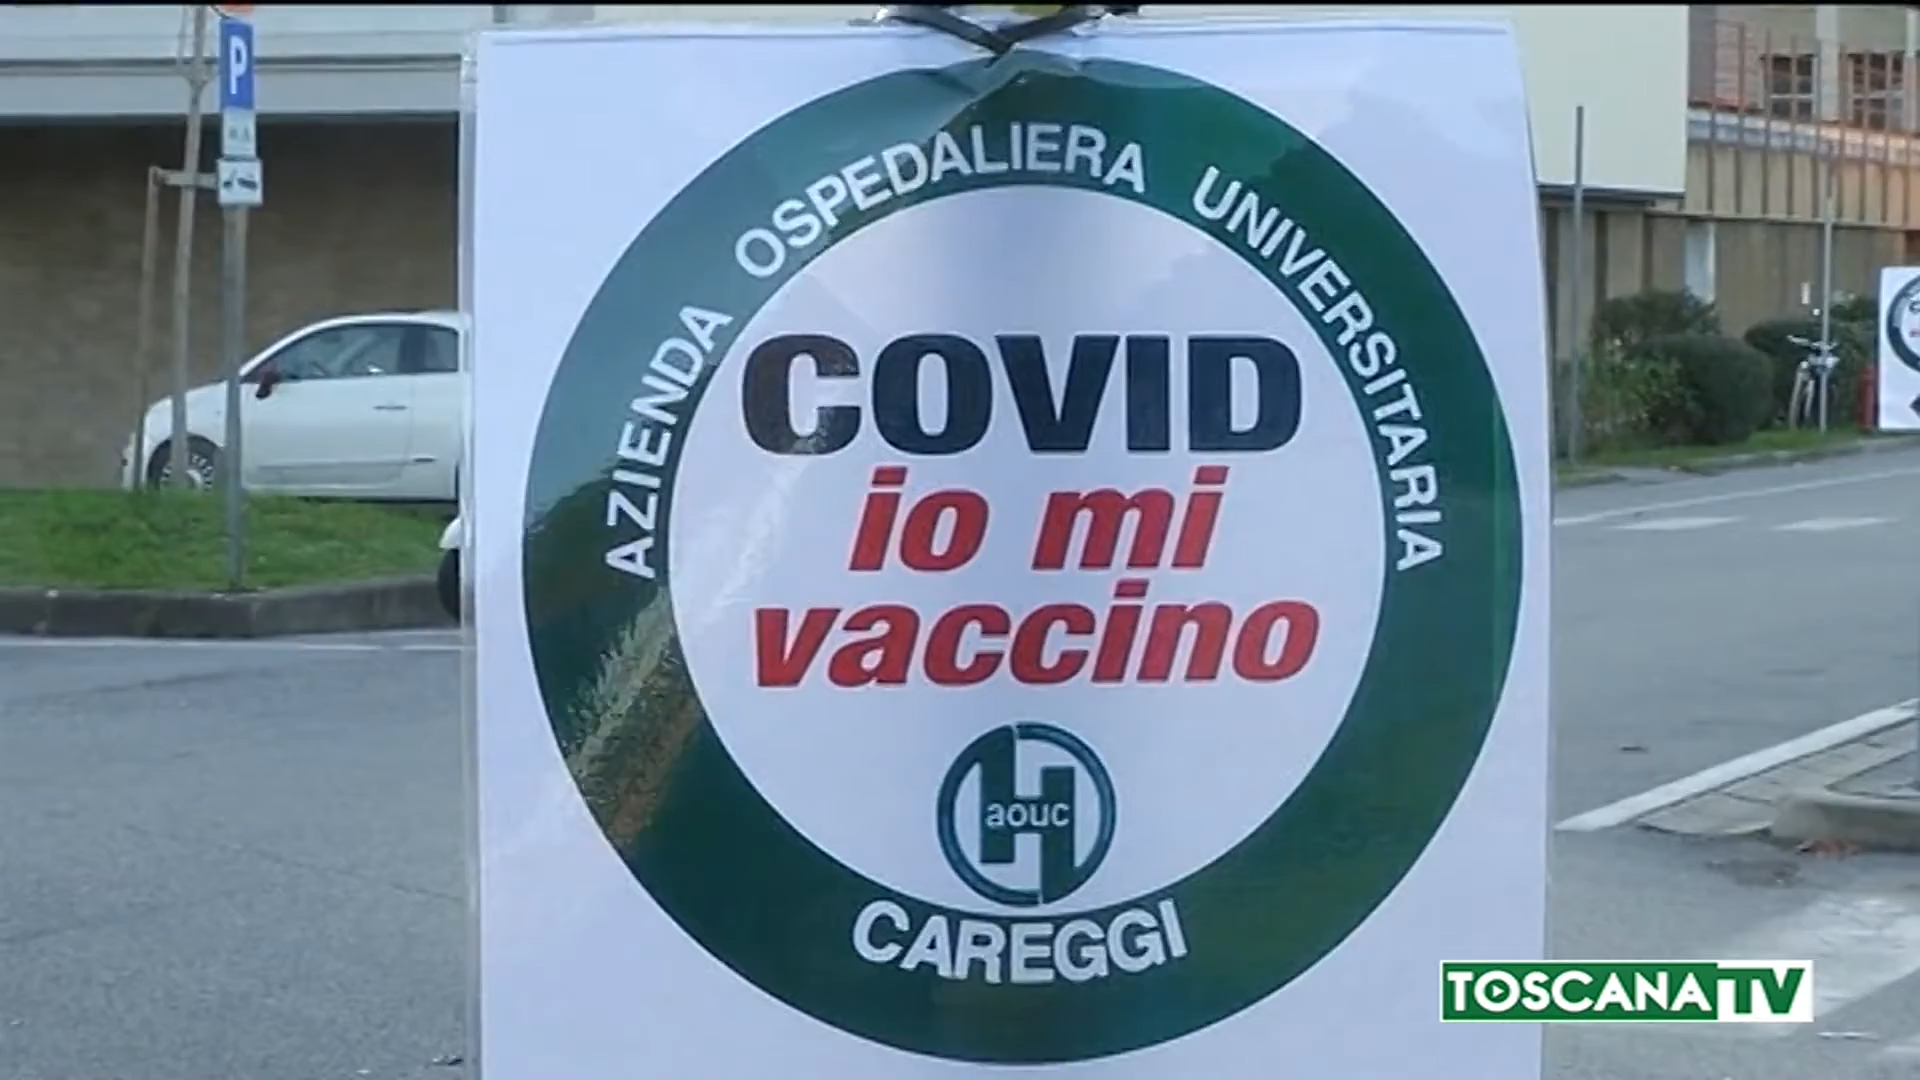 P
AZIENDA OSPEDALIERA UNIVERSITARIA
COVID
io mi
vaccino
aouc
CAREGGI
TOSCANA TV